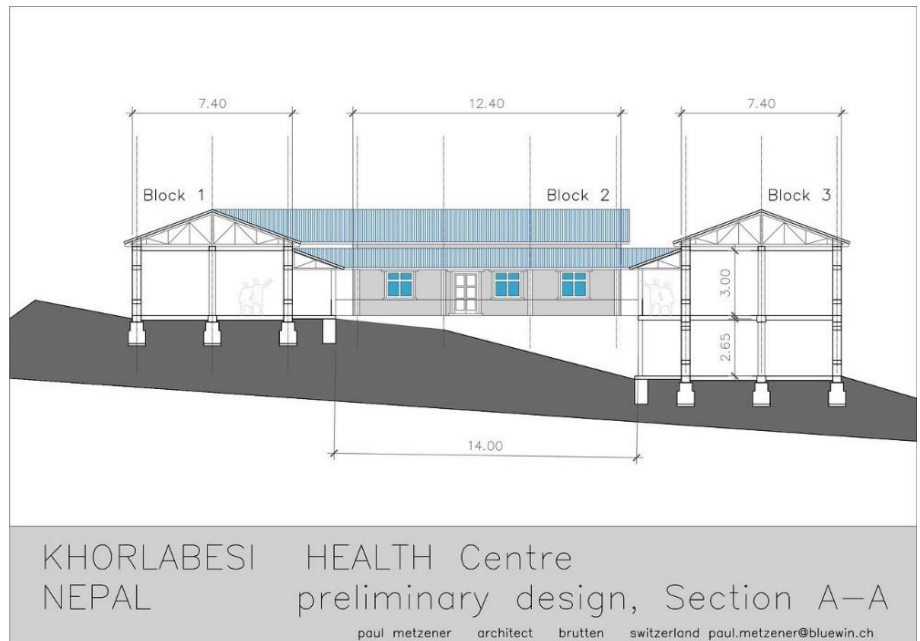 7.40 12.40 7.40
Block 1 Block 2 Block 3
3.00
2.65
14.00
KHORLABESI HEALTH Centre
NEPAL preliminary design, Section A-A
paul metzener architect brutten switzerland paul.metzener@bluewin.ch